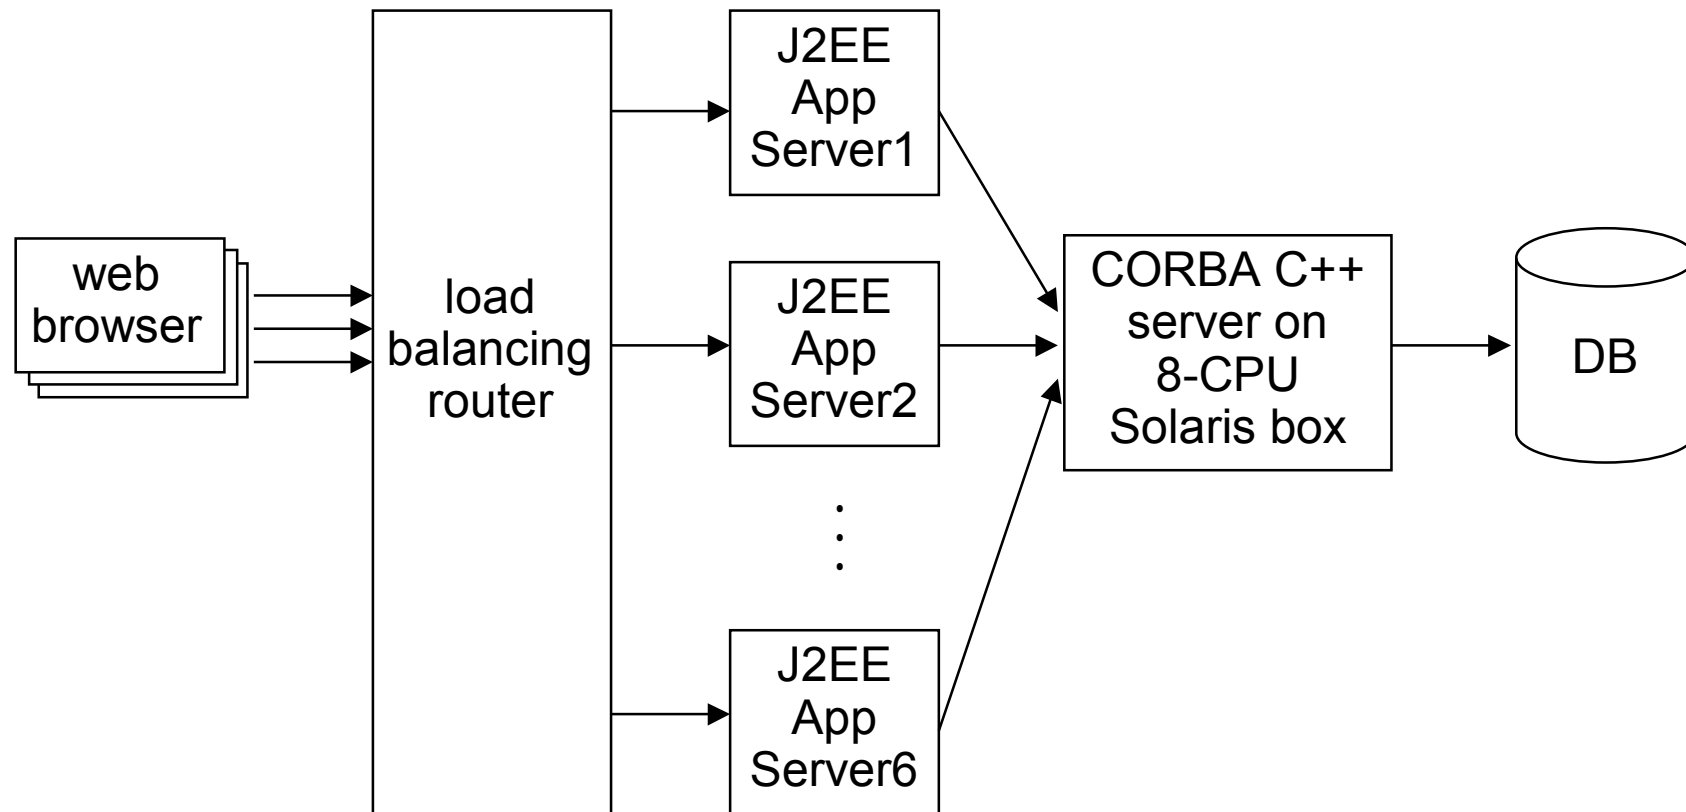 web
browser
load
balancing
router
J2EE
App
Server1
J2EE
App
Server2
J2EE
App
Server6
CORBA C++
server on
8-CPU
Solaris box
DB